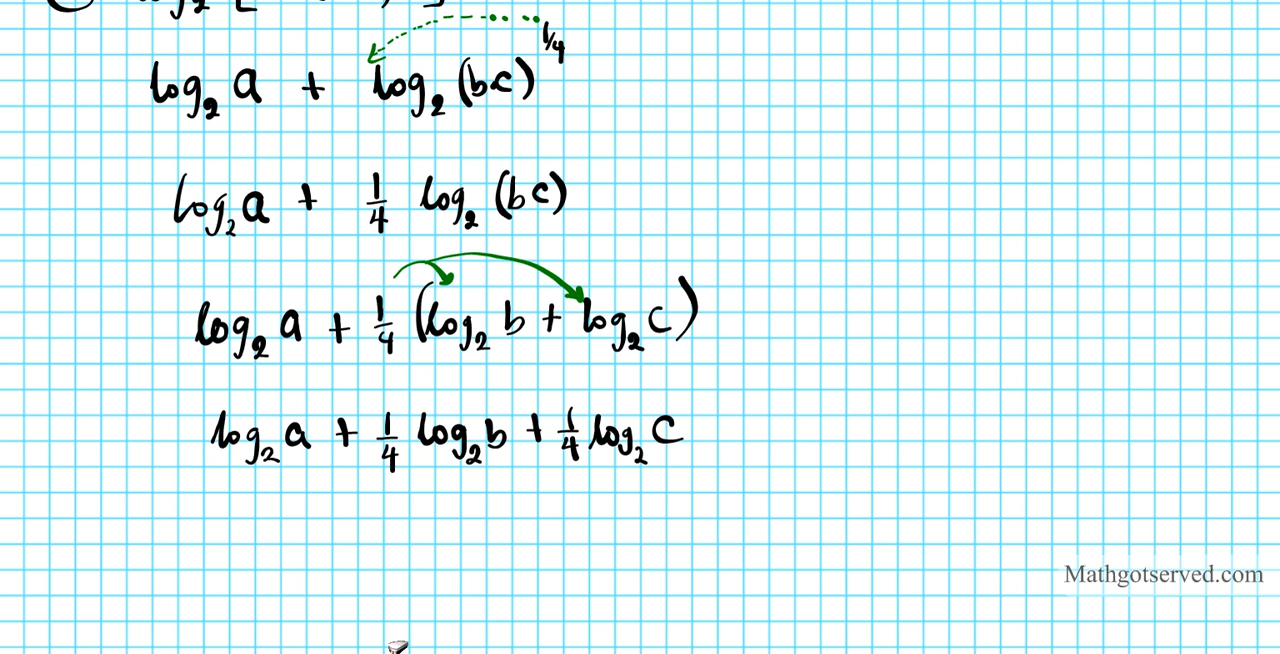 log₂ a + log₂ (bc)^1/4
log₂ a + 1/4 log₂ (bc)
log₂ a + 1/4 (log₂ b + log₂ c)
log₂ a + 1/4 log₂ b + 1/4 log₂ c
Mathgotserved.com